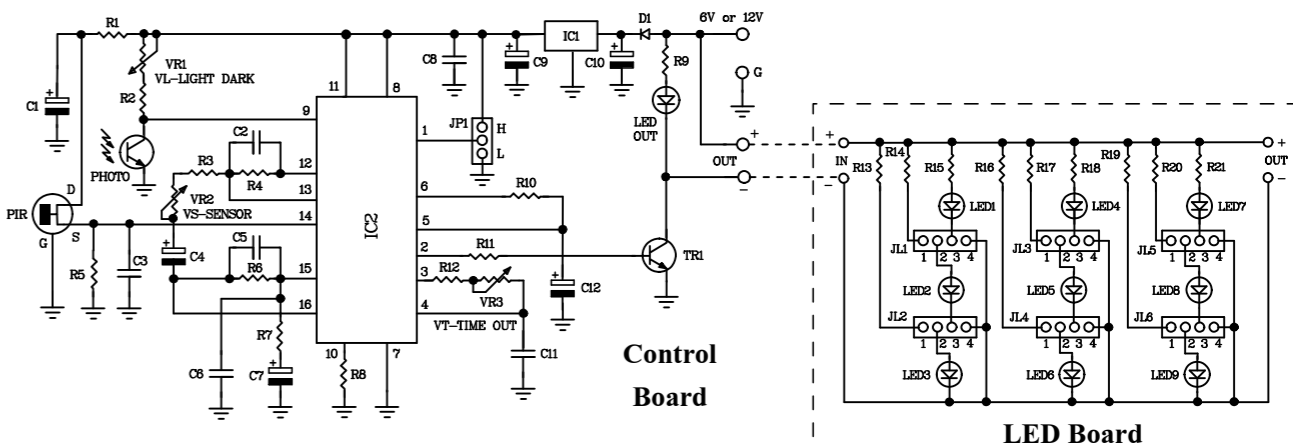 R1
VR1
VL-LIGHT DARK
C1
R2
PHOTO
PIR
D
S
G
R5
C3
R3
C2
R4
VR2
VS-SENSOR
C4
C5
R6
R7
C6
C7
11
8
9
12
13
14
15
16
10
7
1
6
5
2
3
4
IC2
R8
JP1
H
L
R10
R11
R12
VR3
VT-TIME OUT
C11
C12
C8
C9
IC1
C10
D1
6V or 12V
R9
G
LED
OUT
OUT
+
−
TR1
Control
Board
+
IN
−
R13
R14
R15
R16
R17
R18
R19
R20
R21
+
OUT
−
LED1
LED4
LED7
JL1
1 2 3 4
JL3
1 2 3 4
JL5
1 2 3 4
LED2
LED5
LED8
JL2
1 2 3 4
JL4
1 2 3 4
JL6
1 2 3 4
LED3
LED6
LED9
LED Board